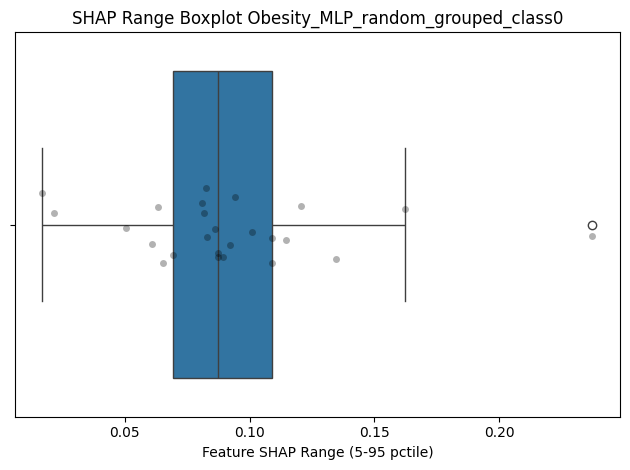 SHAP Range Boxplot Obesity_MLP_random_grouped_class0
0.05 0.10 0.15 0.20
Feature SHAP Range (5-95 pctile)